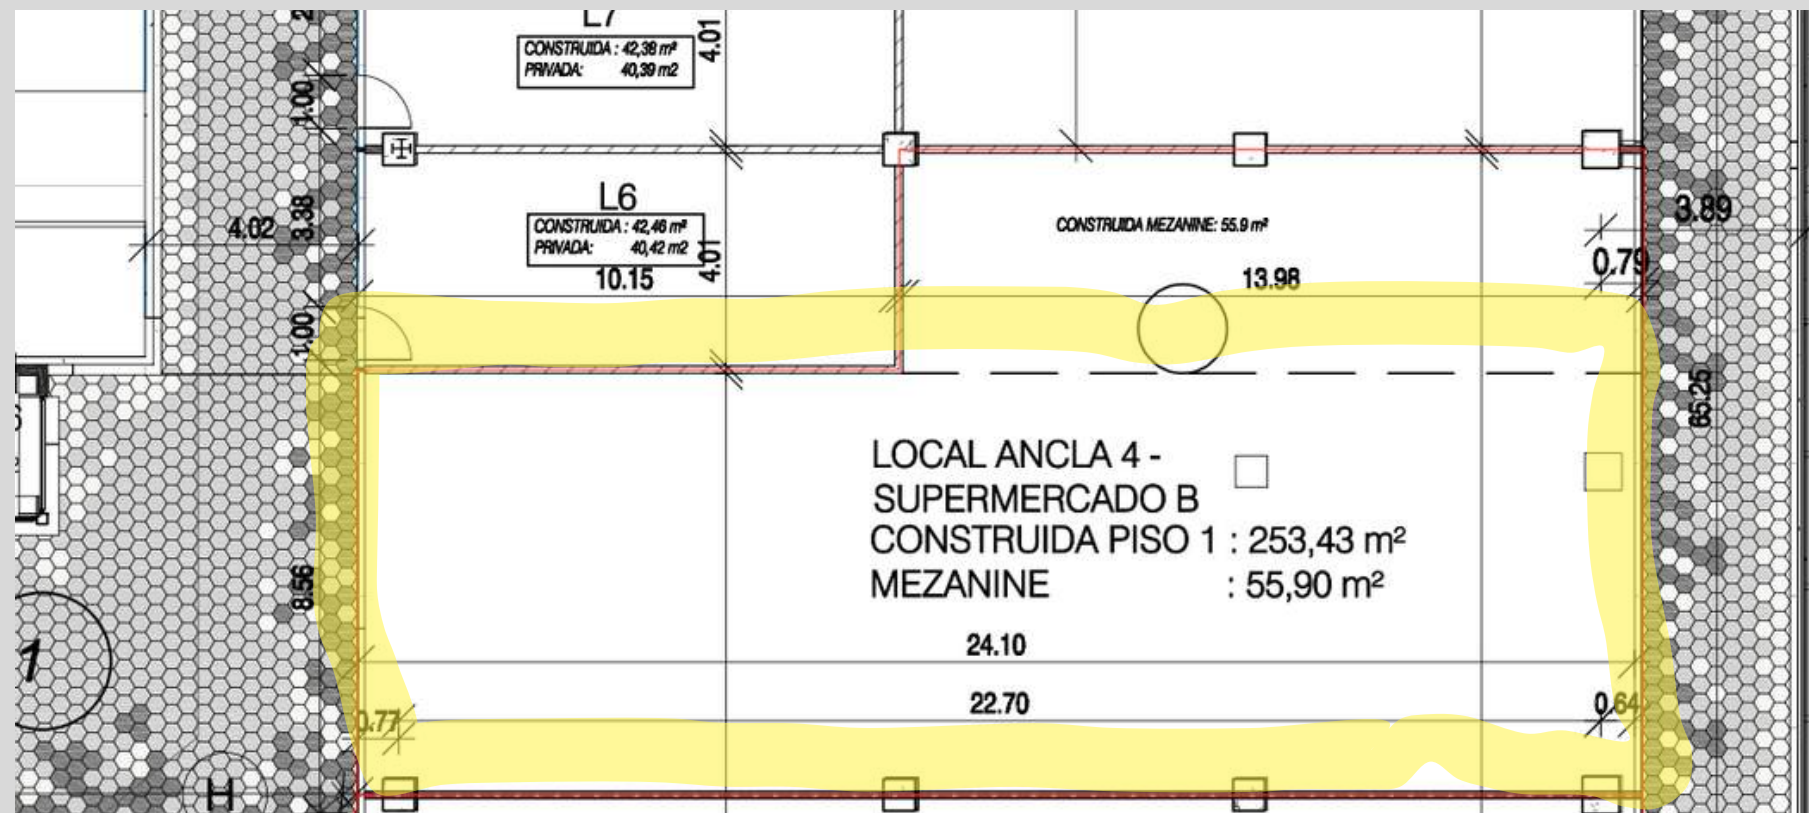 L7
CONSTRUIDA : 42,38 m²
PRIVADA: 40,39 m2
4.01
1.00
L6
CONSTRUIDA : 42,46 m²
PRIVADA: 40,42 m2
4.01
3.38
4.02
CONSTRUIDA MEZANINE: 55.9 m²
3.89
0.79
10.15
13.98
1.00
65.25
LOCAL ANCLA 4 -
SUPERMERCADO B
CONSTRUIDA PISO 1 : 253,43 m²
MEZANINE : 55,90 m²
8.56
1
24.10
22.70
0.77
0.64
H